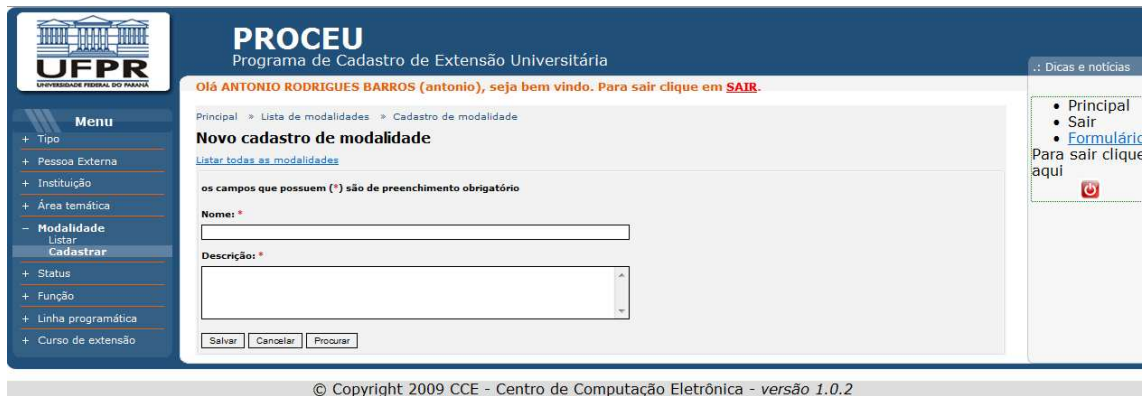 UFPR
UNIVERSIDADE FEDERAL DO PARANÁ
PROCEU
Programa de Cadastro de Extensão Universitária
.: Dicas e notícias
Olá ANTONIO RODRIGUES BARROS (antonio), seja bem vindo. Para sair clique em SAIR.
Menu
+ Tipo
+ Pessoa Externa
+ Instituição
+ Área temática
– Modalidade
Listar
Cadastrar
+ Status
+ Função
+ Linha programática
+ Curso de extensão
Principal » Lista de modalidades » Cadastro de modalidade
Novo cadastro de modalidade
Listar todas as modalidades
os campos que possuem (*) são de preenchimento obrigatório
Nome: *
Descrição: *
Salvar Cancelar Procurar
• Principal
• Sair
• Formulário
Para sair clique
aqui
© Copyright 2009 CCE - Centro de Computação Eletrônica - versão 1.0.2